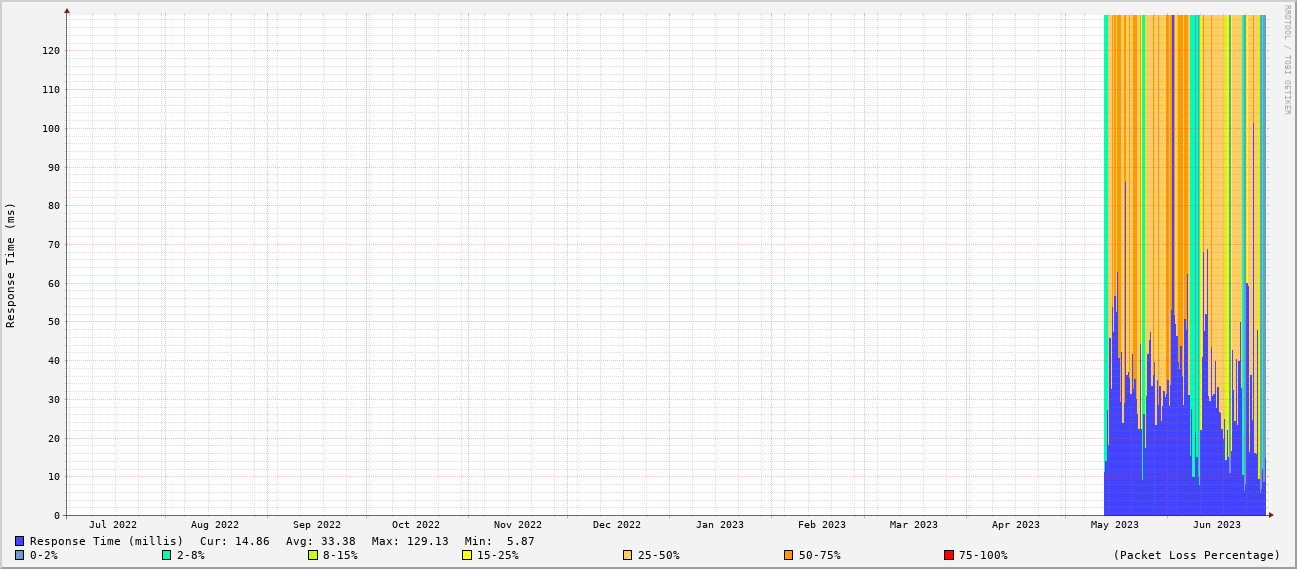 RRDTOOL / TOBI OETIKER
Response Time (ms)
120
110
100
90
80
70
60
50
40
30
20
10
0
Jul 2022 Aug 2022 Sep 2022 Oct 2022 Nov 2022 Dec 2022 Jan 2023 Feb 2023 Mar 2023 Apr 2023 May 2023 Jun 2023
Response Time (millis) Cur: 14.86 Avg: 33.38 Max: 129.13 Min: 5.87
0-2% 2-8% 8-15% 15-25% 25-50% 50-75% 75-100% (Packet Loss Percentage)